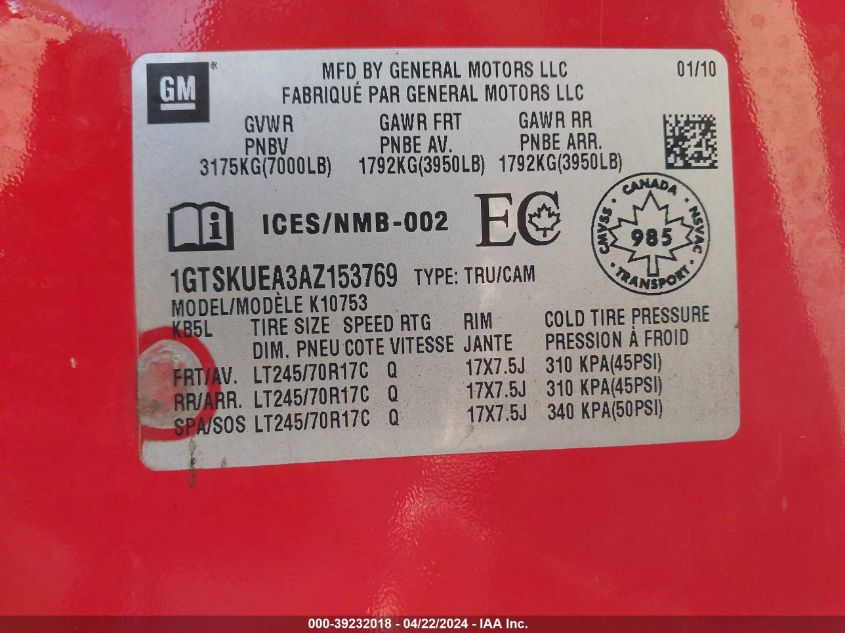 GM
MFD BY GENERAL MOTORS LLC 01/10
FABRIQUÉ PAR GENERAL MOTORS LLC
GVWR GAWR FRT GAWR RR
PNBV PNBE AV. PNBE ARR.
3175KG(7000LB) 1792KG(3950LB) 1792KG(3950LB)
ICES/NMB-002 EC
CANADA
CMVSS 985 NSVAC
TRANSPORT
1GTSKUEA3AZ153769 TYPE: TRU/CAM
MODEL/MODÈLE K10753
KB5L TIRE SIZE SPEED RTG RIM COLD TIRE PRESSURE
DIM. PNEU COTE VITESSE JANTE PRESSION À FROID
FRT/AV. LT245/70R17C Q 17X7.5J 310 KPA(45PSI)
RR/ARR. LT245/70R17C Q 17X7.5J 310 KPA(45PSI)
SPA/SOS LT245/70R17C Q 17X7.5J 340 KPA(50PSI)
000-39232018 - 04/22/2024 - IAA Inc.